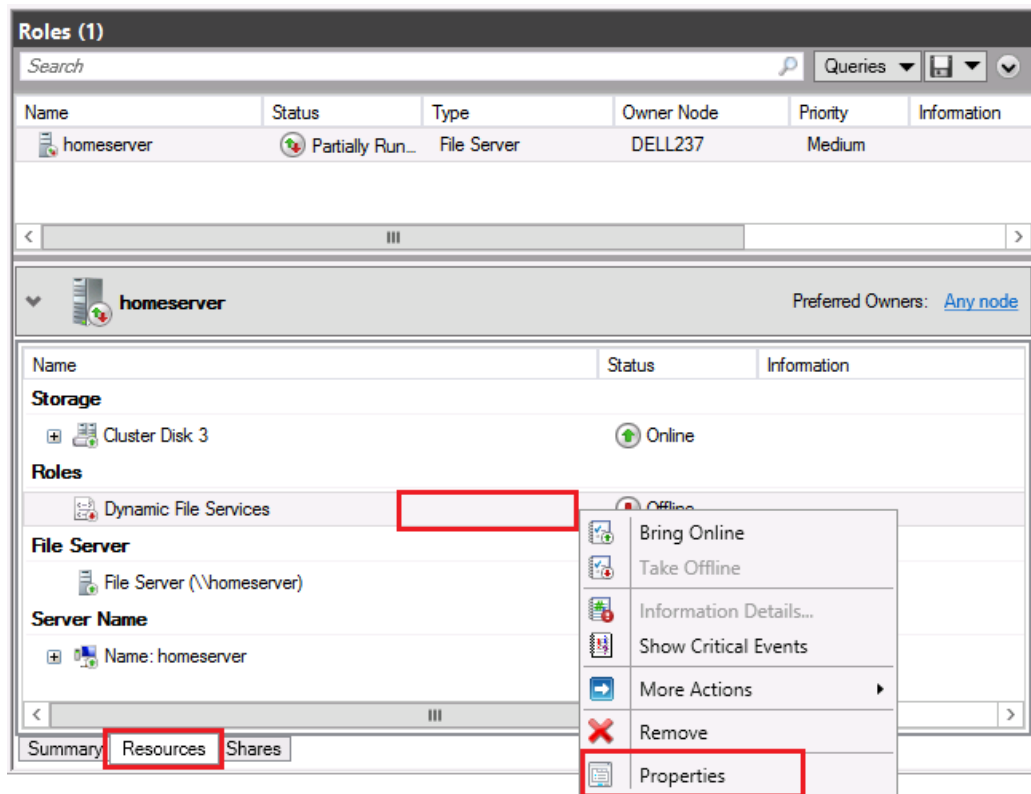 Roles (1)
Search
Queries
Name Status Type Owner Node Priority Information
homeserver Partially Run... File Server DELL237 Medium
homeserver Preferred Owners: Any node
Name Status Information
Storage
Cluster Disk 3 Online
Roles
Dynamic File Services Offline
Bring Online
File Server
Take Offline
File Server (\\homeserver)
Information Details...
Server Name
Show Critical Events
Name: homeserver
More Actions
Remove
Summary Resources Shares
Properties